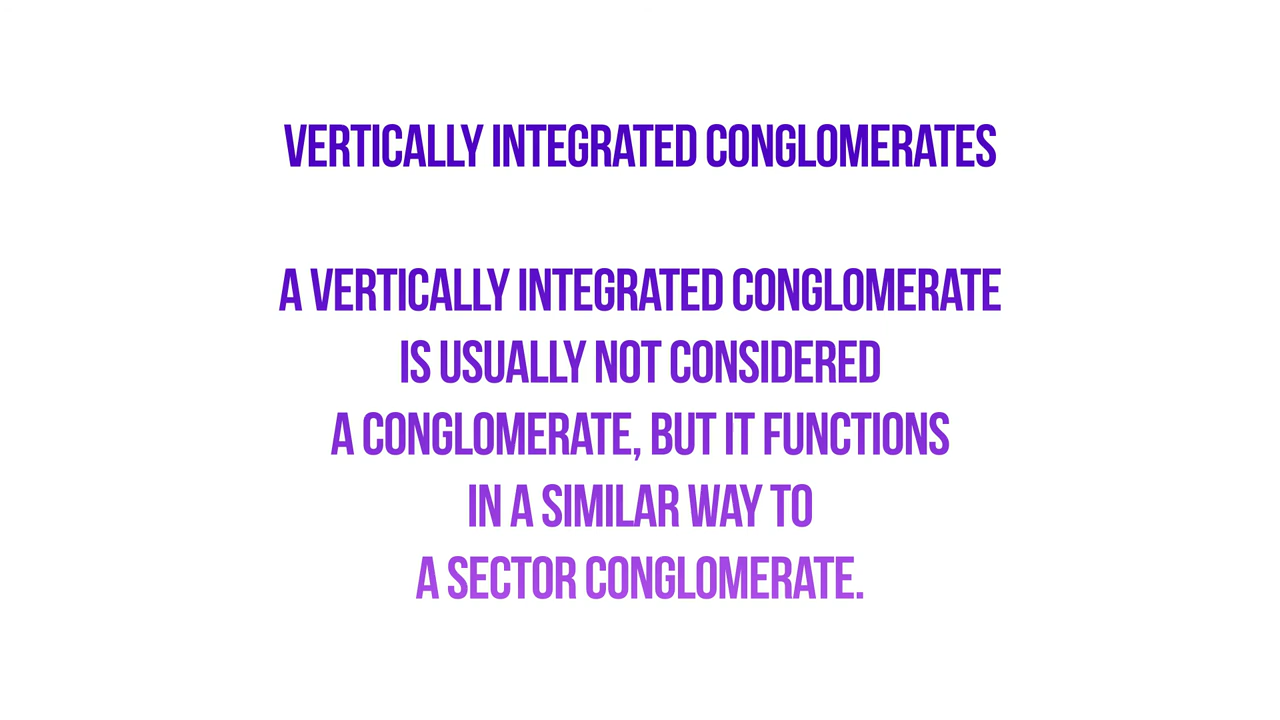 VERTICALLY INTEGRATED CONGLOMERATES
A VERTICALLY INTEGRATED CONGLOMERATE
IS USUALLY NOT CONSIDERED
A CONGLOMERATE, BUT IT FUNCTIONS
IN A SIMILAR WAY TO
A SECTOR CONGLOMERATE.